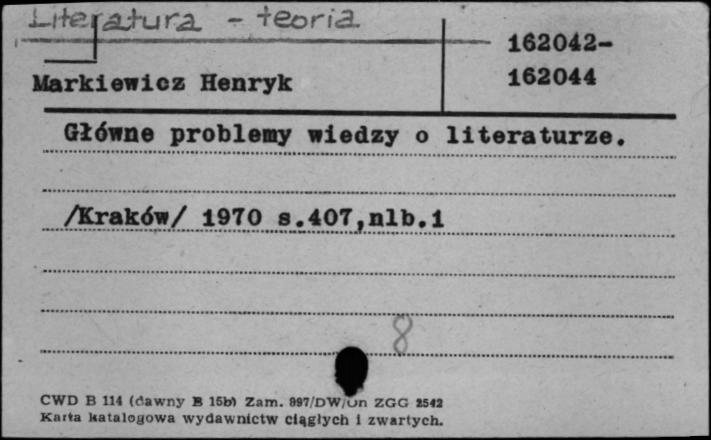 Literatura - teoria
162042-
162044
Markiewicz Henryk
Główne problemy wiedzy o literaturze.
/Kraków/ 1970 s.407,nlb.1
8
CWD B 114 (dawny B 15b) Zam. 897/DW/Un ZGG 2542
Karta katalogowa wydawnictw ciągłych i zwartych.